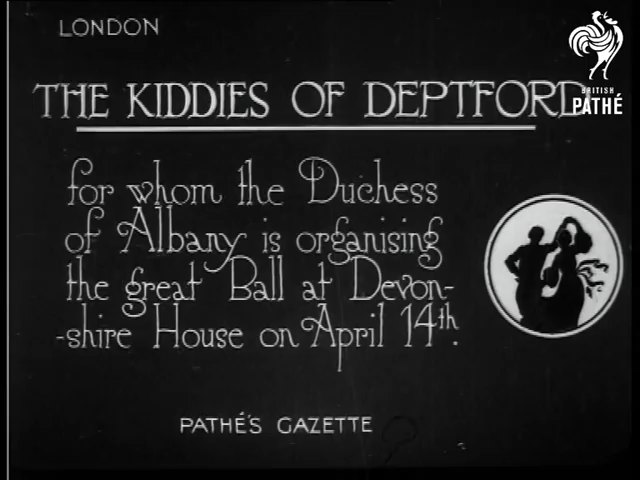 LONDON
THE KIDDIES OF DEPTFORD
BRITISH
PATHÉ
for whom the Duchess
of Albany is organising
the great Ball at Devon-
-shire House on April 14th.
PATHÉ'S GAZETTE